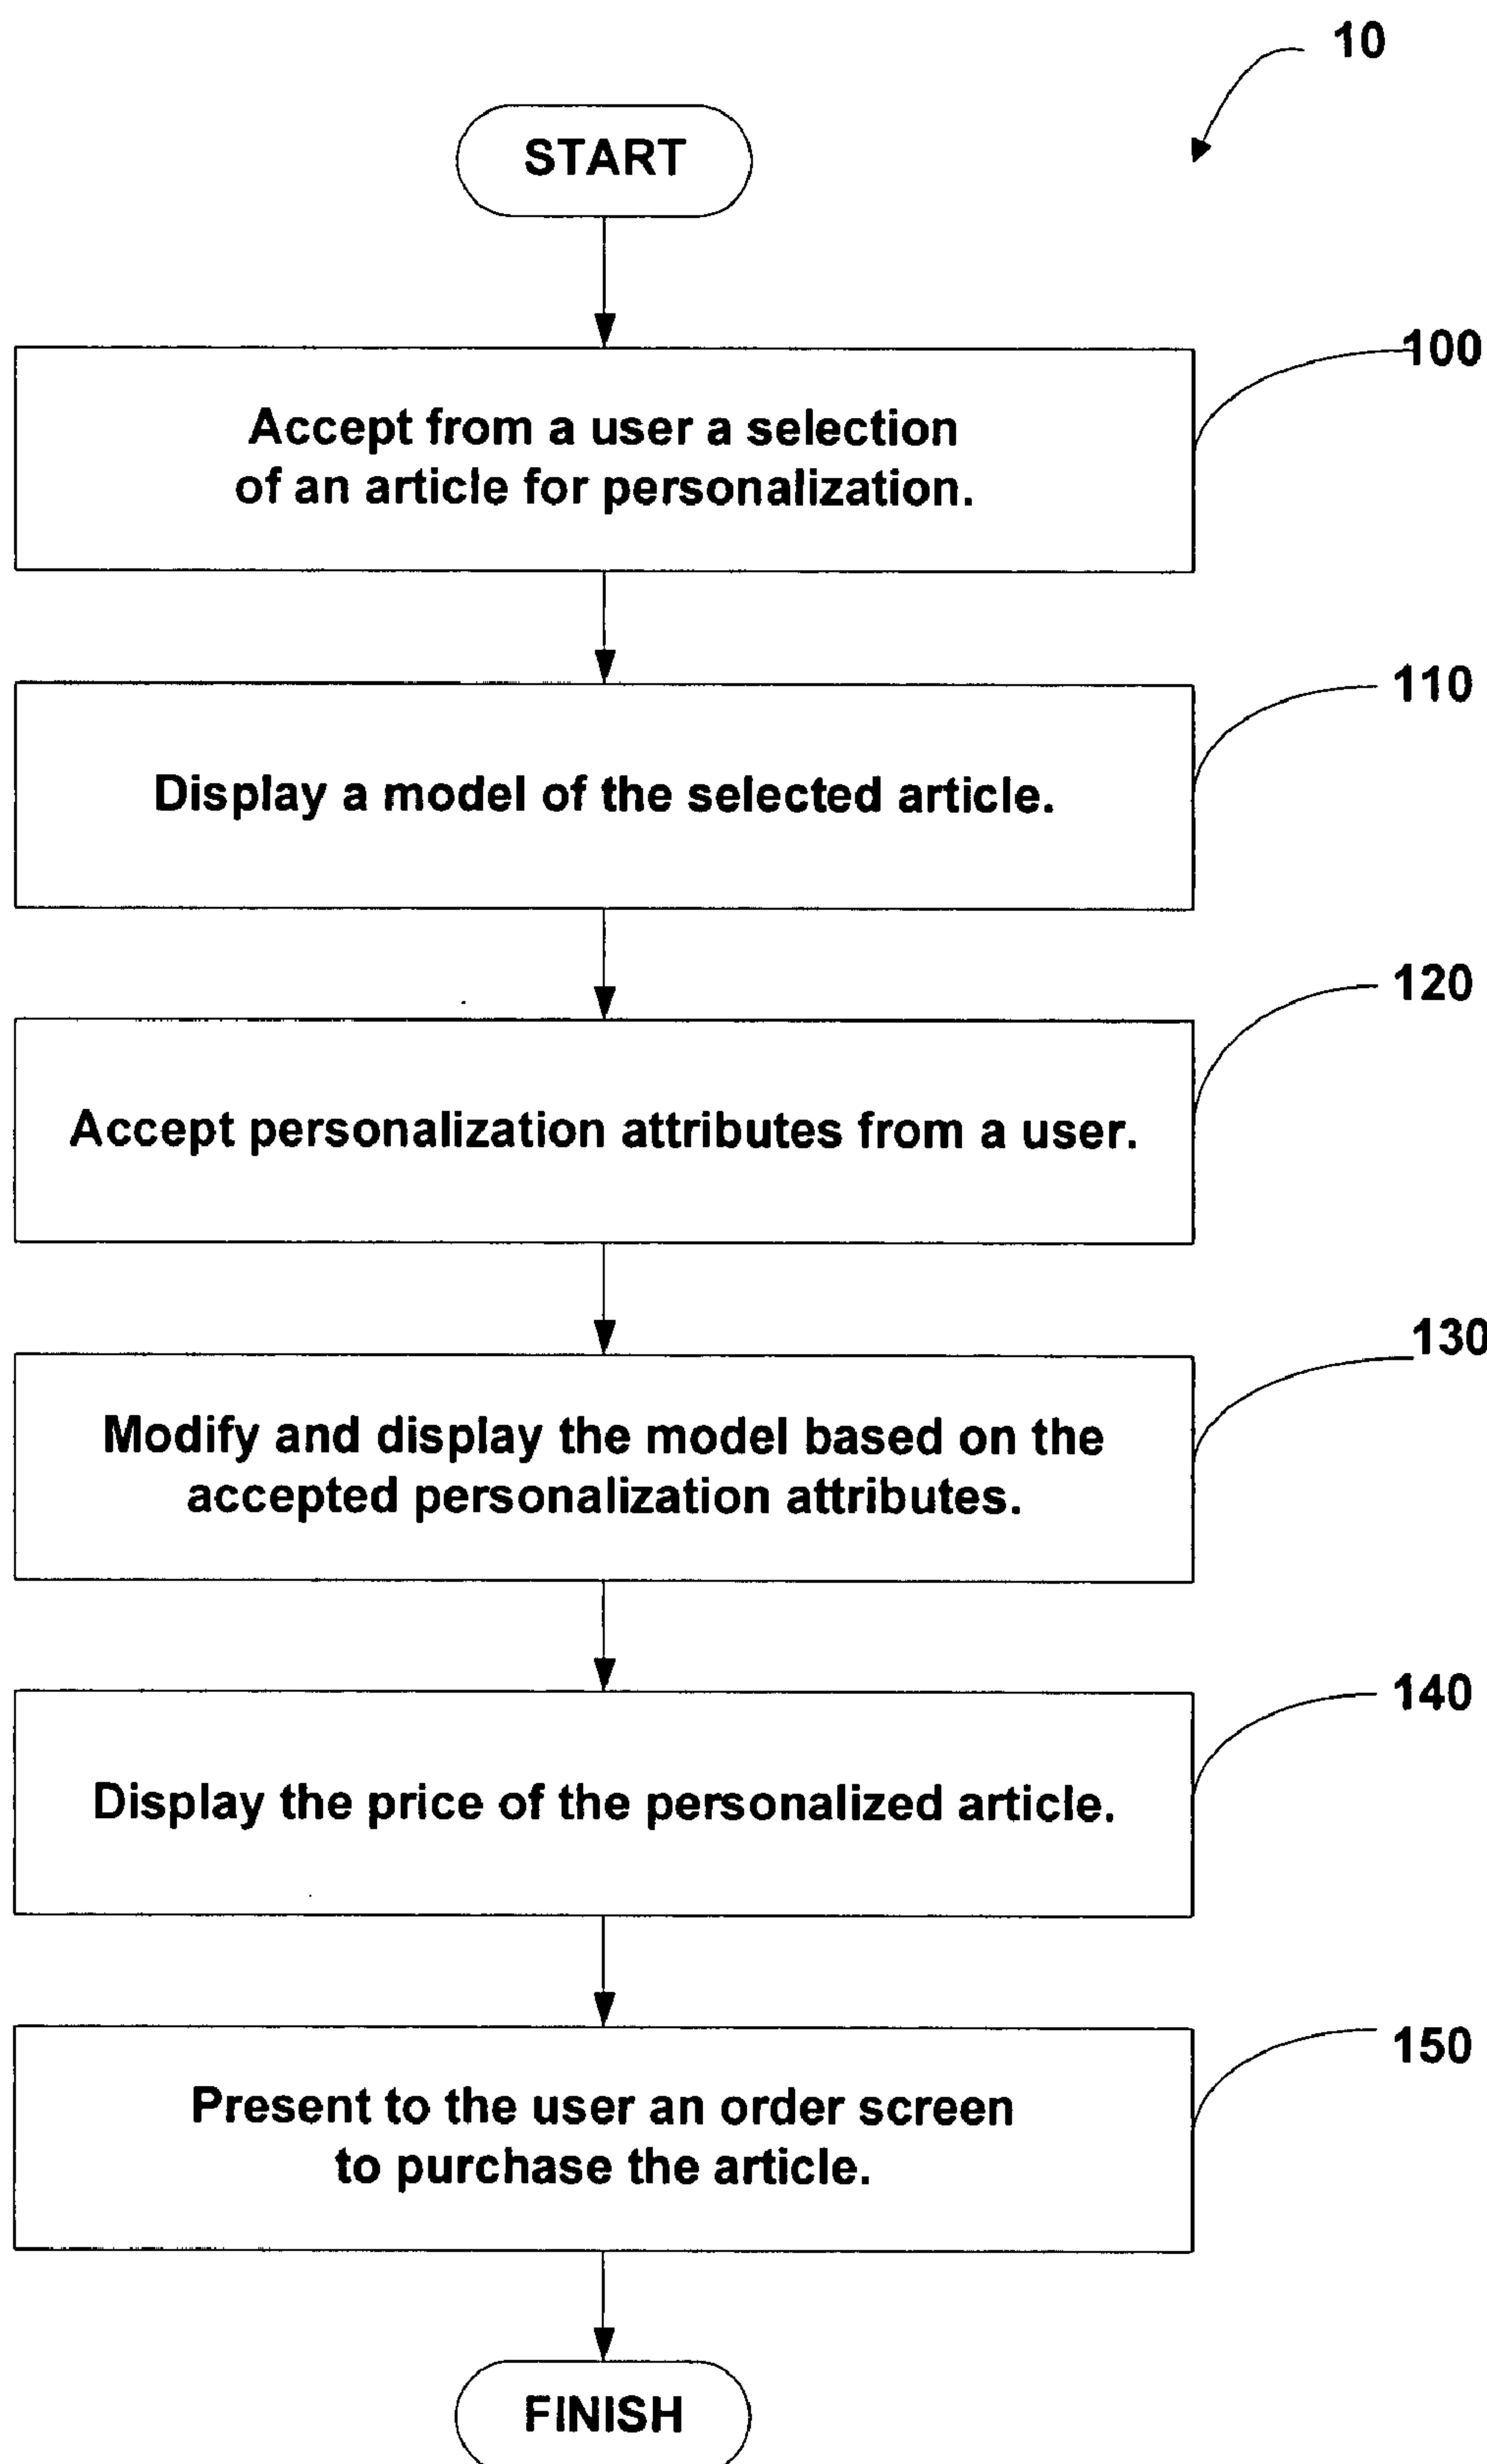 10
START
100
Accept from a user a selection
of an article for personalization.
110
Display a model of the selected article.
120
Accept personalization attributes from a user.
130
Modify and display the model based on the
accepted personalization attributes.
140
Display the price of the personalized article.
150
Present to the user an order screen
to purchase the article.
FINISH